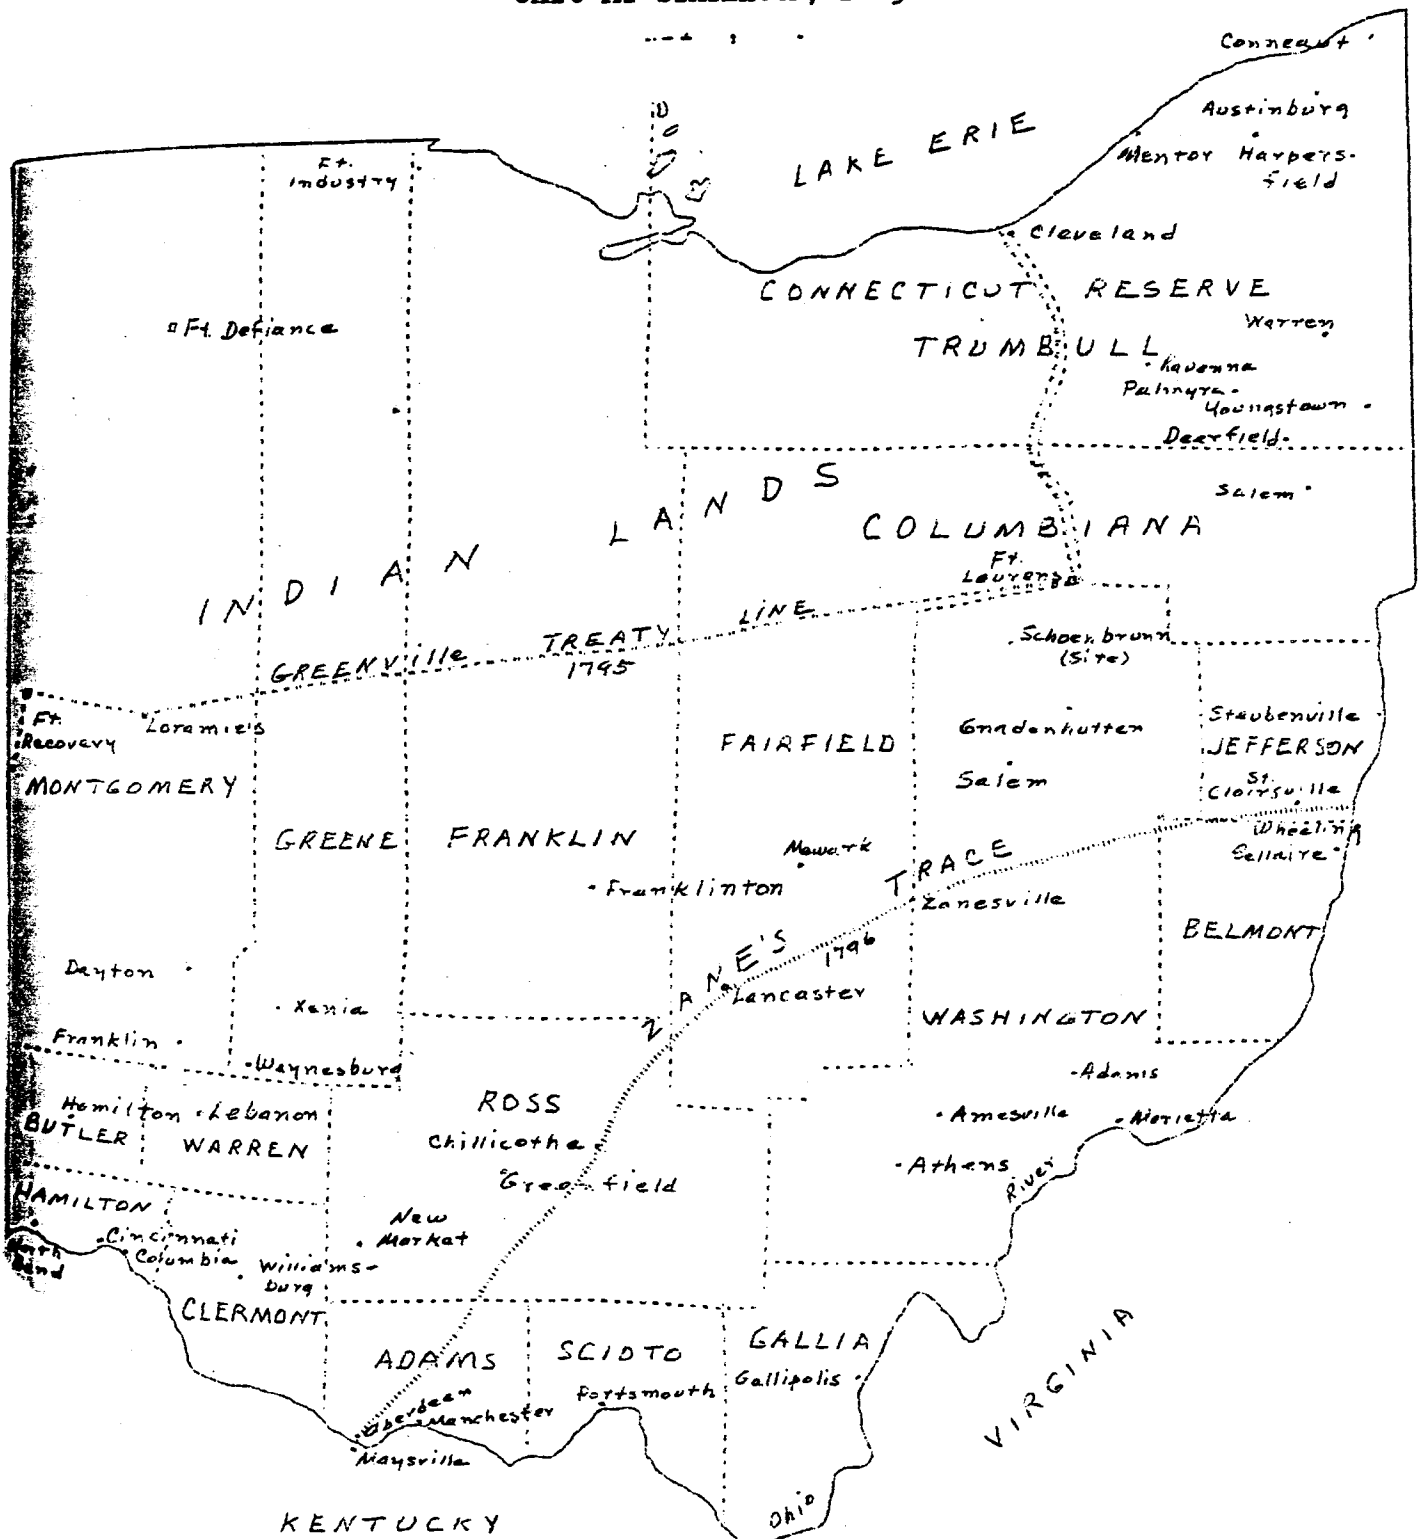 Conneaut
Austinburg
Mentor Harpers-
field
LAKE ERIE
Ft.
Industry
Cleveland
CONNECTICUT RESERVE
Warren
Ft. Defiance
TRUMBULL
Ravenna
Palmyra
Youngstown
Deerfield
Salem
INDIAN LANDS
COLUMBIANA
Ft.
Laurens
GREENVille TREATY LINE
1795
Schoenbrunn
(Site)
Ft.
Recovery
Loramie's
Steubenville
Gnadenhutten
FAIRFIELD
JEFFERSON
Salem
St.
Clairsville
MONTGOMERY
GREENE
FRANKLIN
Newark
Wheeling
Bellaire
Franklinton
ZANE'S TRACE
1796
Zanesville
BELMONT
Dayton
Lancaster
Xenia
WASHINGTON
Franklin
Waynesburg
Adams
ROSS
Hamilton
Lebanon
BUTLER
WARREN
Amesville
Marietta
Chillicothe
Greenfield
Athens
River
HAMILTON
New
Market
Cincinnati
Columbia
North
Bend
Williams-
burg
CLERMONT
ADAMS
SCIOTO
GALLIA
Gallipolis
Portsmouth
Aberdeen
Manchester
Maysville
VIRGINIA
Ohio
KENTUCKY